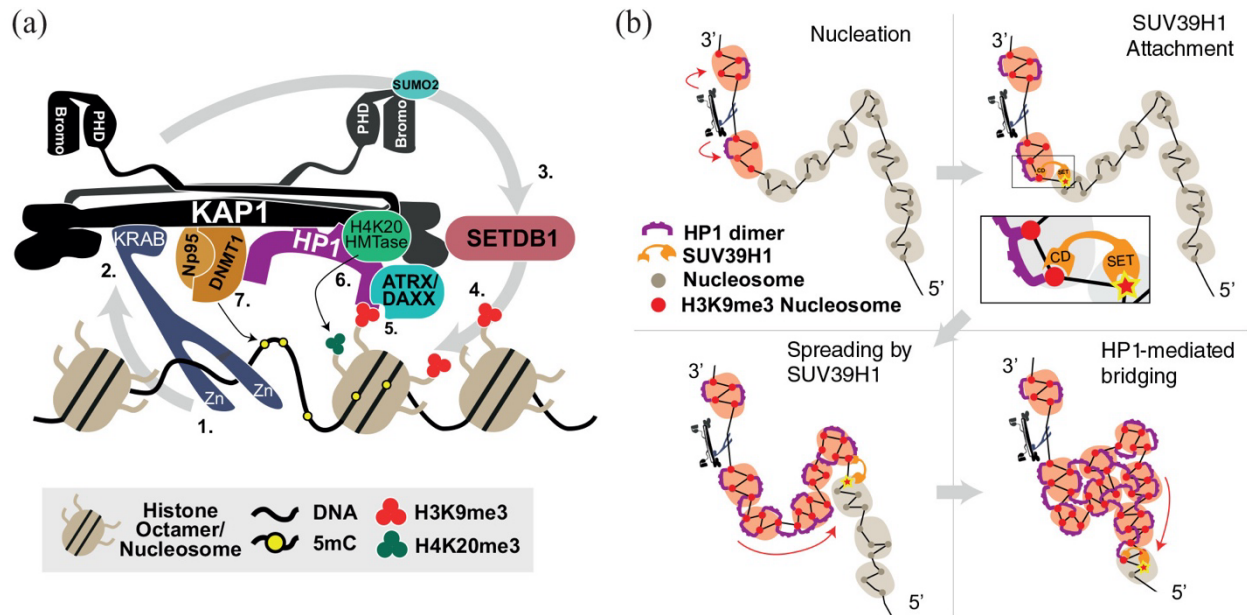 (a)
SUMO2
Bromo
PHD
PHD
Bromo
3.
KAP1
KRAB
Np95
DNMT1
HP1
H4K20
HMTase
SETDB1
2.
7.
6.
ATRX/
DAXX
4.
5.
Zn
Zn
1.
Histone
Octamer/
Nucleosome
DNA
5mC
H3K9me3
H4K20me3
(b)
Nucleation
3’
5’
HP1 dimer
SUV39H1
Nucleosome
H3K9me3 Nucleosome
SUV39H1
Attachment
3’
CD
SET
CD
SET
5’
Spreading by
SUV39H1
3’
5’
HP1-mediated
bridging
3’
5’